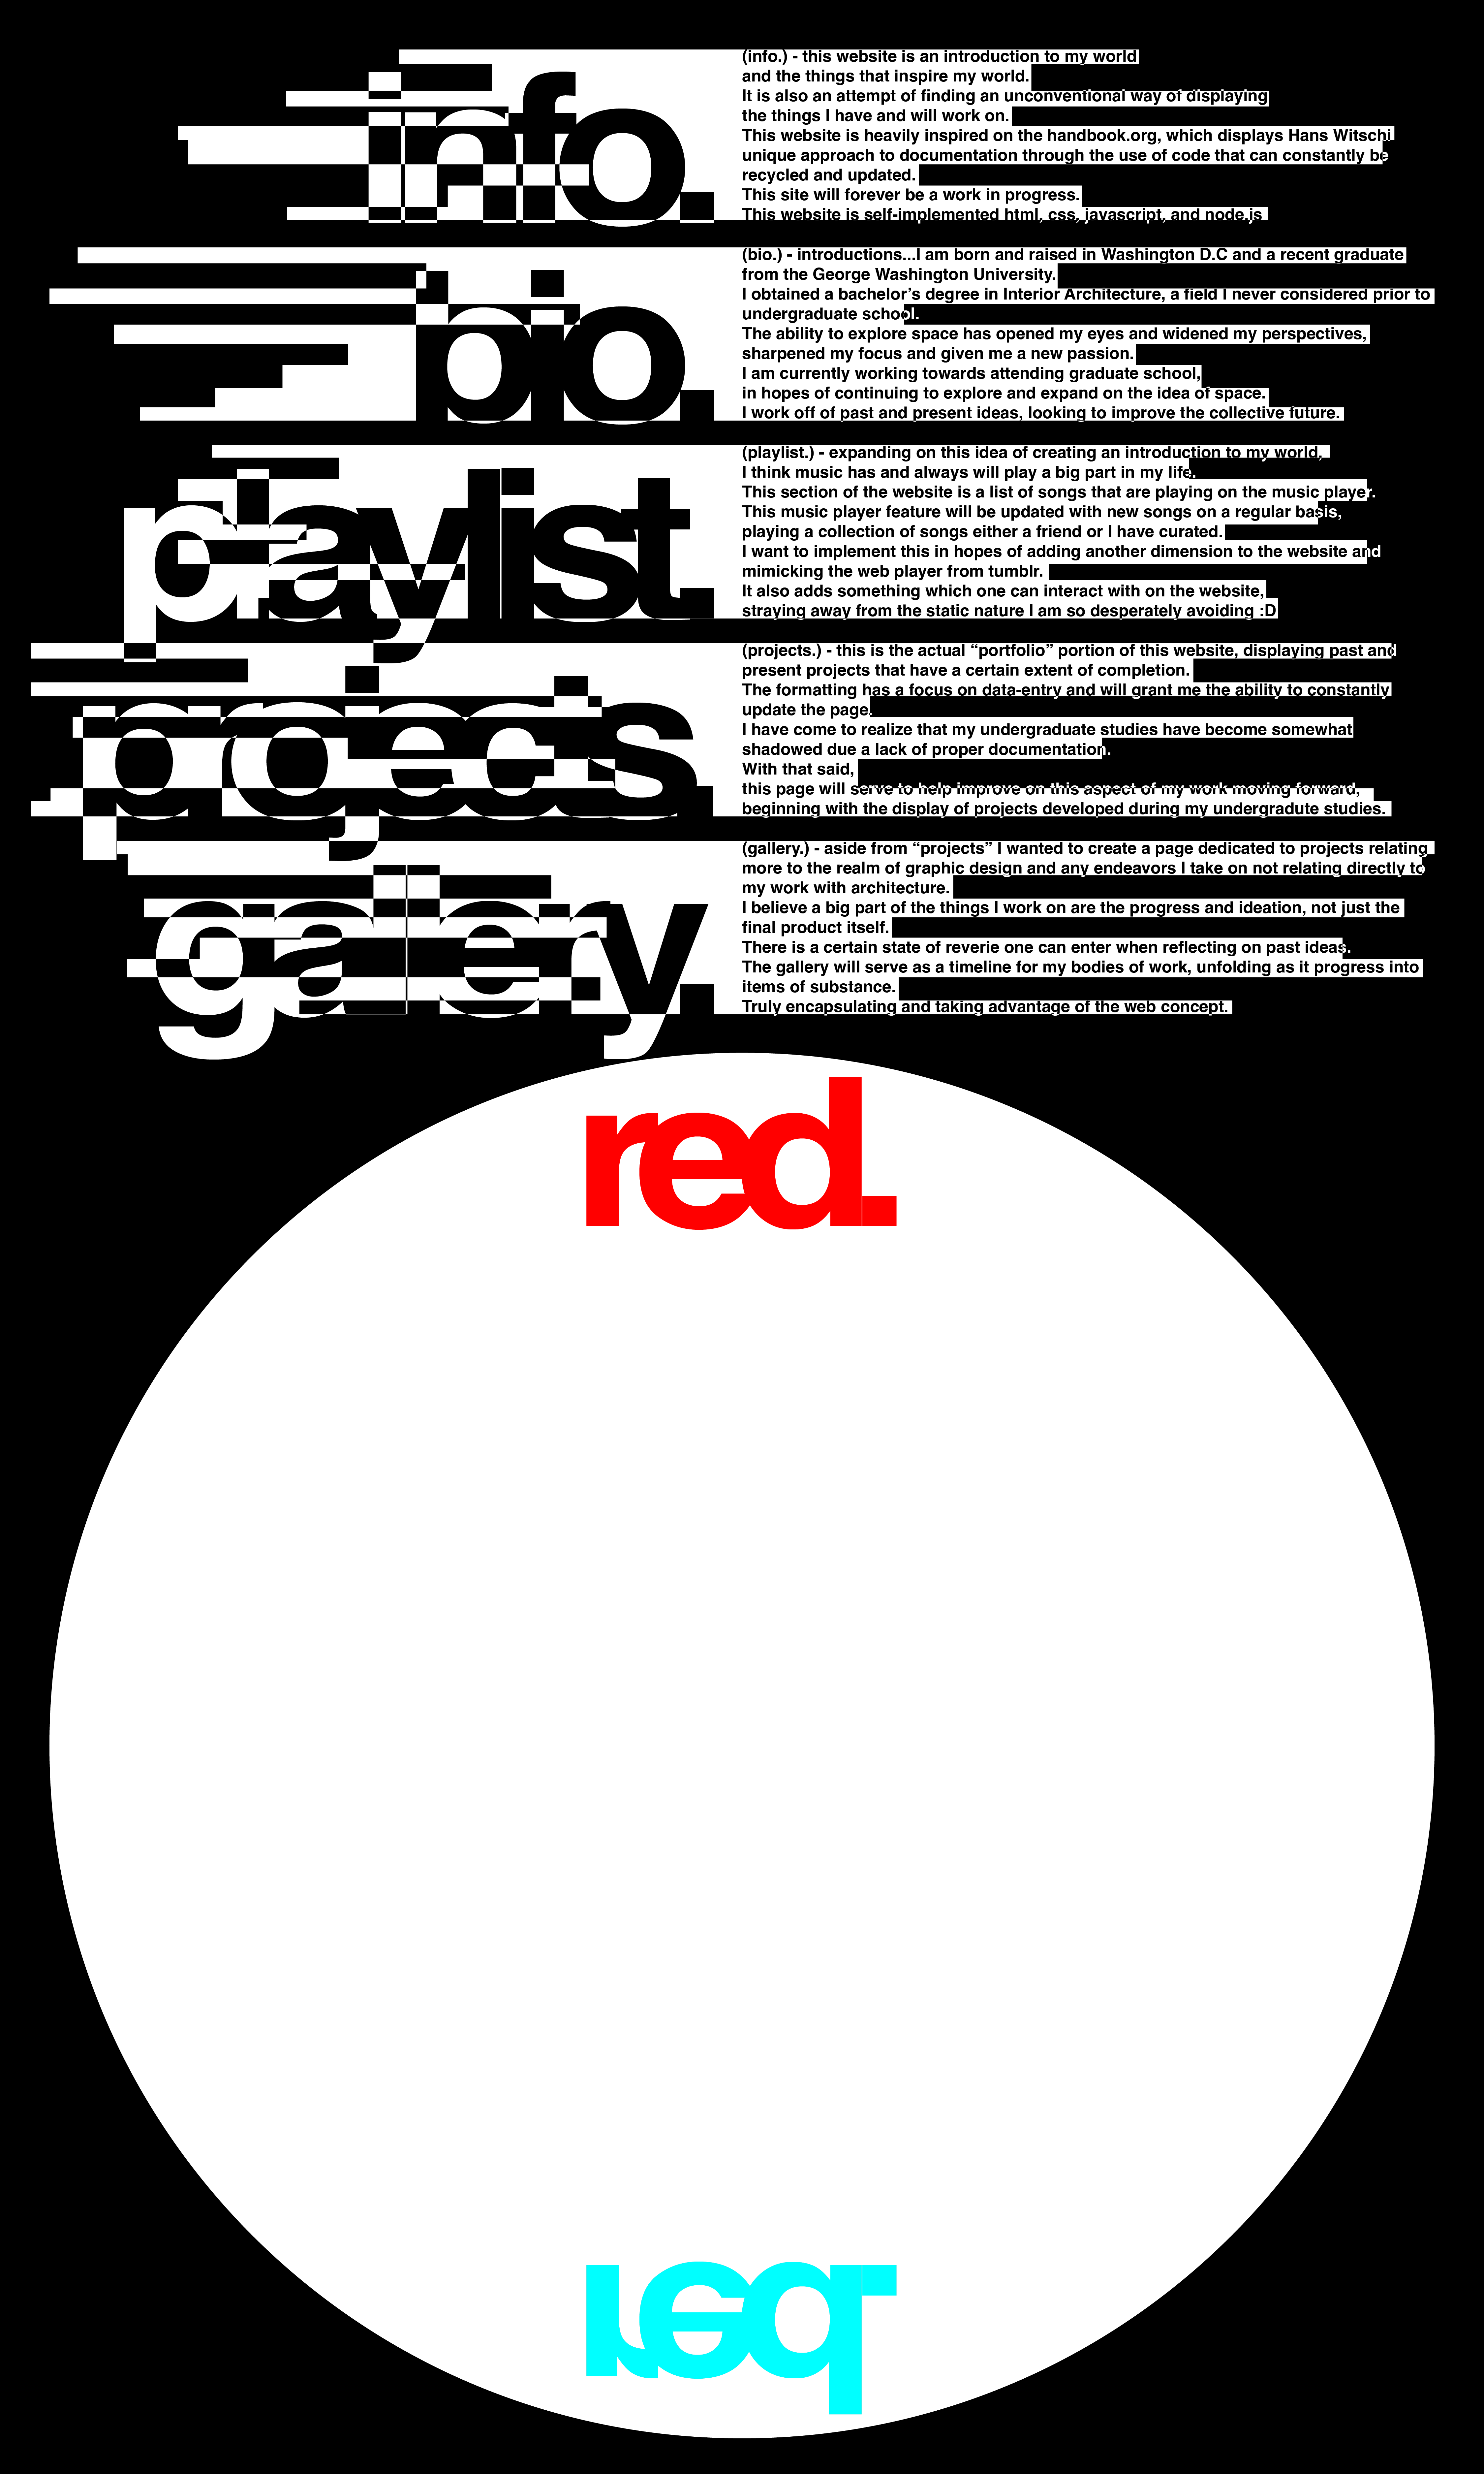 info.
(info.) - this website is an introduction to my world
and the things that inspire my world.
It is also an attempt of finding an unconventional way of displaying
the things I have and will work on.
This website is heavily inspired on the handbook.org, which displays Hans Witschi
unique approach to documentation through the use of code that can constantly be
recycled and updated.
This site will forever be a work in progress.
This website is self-implemented html, css, javascript, and node.js
bio.
(bio.) - introductions...I am born and raised in Washington D.C and a recent graduate
from the George Washington University.
I obtained a bachelor’s degree in Interior Architecture, a field I never considered prior to
undergraduate school.
The ability to explore space has opened my eyes and widened my perspectives,
sharpened my focus and given me a new passion.
I am currently working towards attending graduate school,
in hopes of continuing to explore and expand on the idea of space.
I work off of past and present ideas, looking to improve the collective future.
playlist.
(playlist.) - expanding on this idea of creating an introduction to my world,
I think music has and always will play a big part in my life.
This section of the website is a list of songs that are playing on the music player.
This music player feature will be updated with new songs on a regular basis,
playing a collection of songs either a friend or I have curated.
I want to implement this in hopes of adding another dimension to the website and
mimicking the web player from tumblr.
It also adds something which one can interact with on the website,
straying away from the static nature I am so desperately avoiding :D
projects.
(projects.) - this is the actual “portfolio” portion of this website, displaying past and
present projects that have a certain extent of completion.
The formatting has a focus on data-entry and will grant me the ability to constantly
update the page.
I have come to realize that my undergraduate studies have become somewhat
shadowed due a lack of proper documentation.
With that said,
this page will serve to help improve on this aspect of my work moving forward,
beginning with the display of projects developed during my undergradute studies.
gallery.
(gallery.) - aside from “projects” I wanted to create a page dedicated to projects relating
more to the realm of graphic design and any endeavors I take on not relating directly to
my work with architecture.
I believe a big part of the things I work on are the progress and ideation, not just the
final product itself.
There is a certain state of reverie one can enter when reflecting on past ideas.
The gallery will serve as a timeline for my bodies of work, unfolding as it progress into
items of substance.
Truly encapsulating and taking advantage of the web concept.
red.
red.